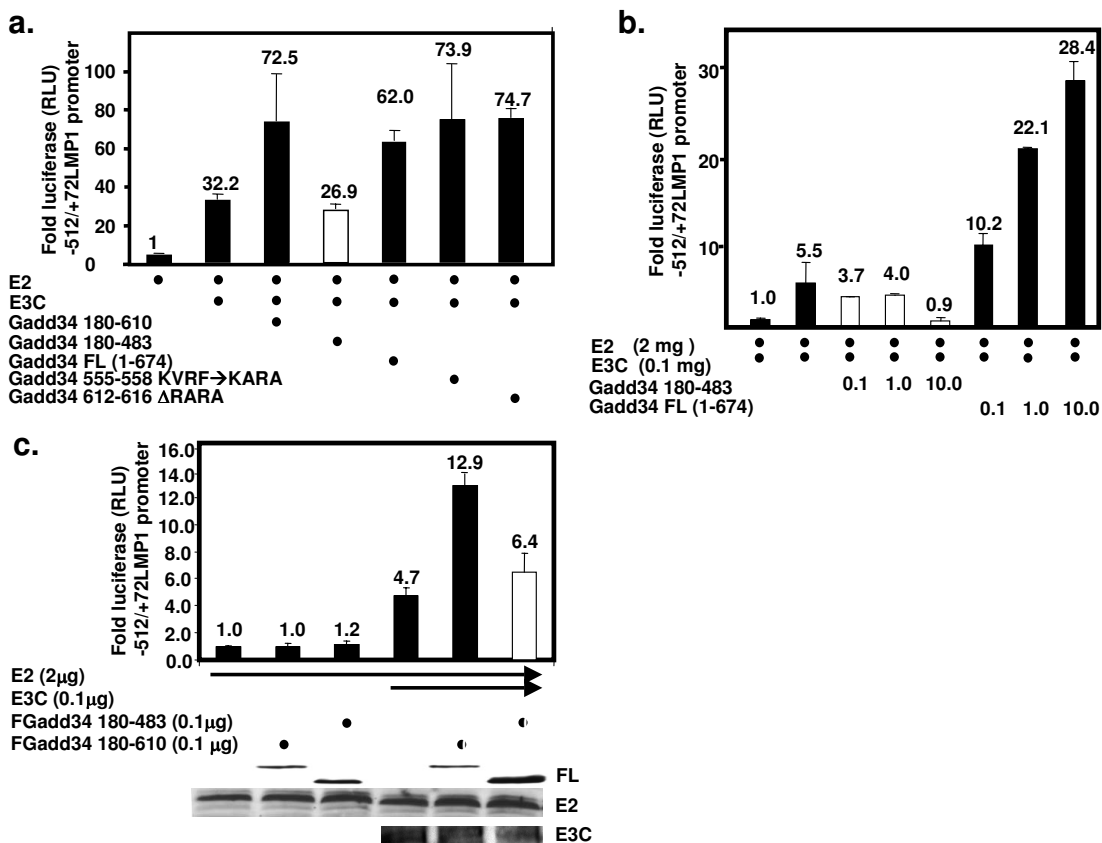 a.
Fold luciferase (RLU)
-512/+72LMP1 promoter
100
80
60
40
20
0
1
32.2
72.5
26.9
62.0
73.9
74.7
E2
E3C
Gadd34 180-610
Gadd34 180-483
Gadd34 FL (1-674)
Gadd34 555-558 KVRF→KARA
Gadd34 612-616 ΔRARA
b.
Fold luciferase (RLU)
-512/+72LMP1 promoter
30
20
10
1.0
5.5
3.7
4.0
0.9
10.2
22.1
28.4
E2 (2 mg )
E3C (0.1 mg)
Gadd34 180-483 0.1 1.0 10.0
Gadd34 FL (1-674) 0.1 1.0 10.0
c.
Fold luciferase (RLU)
-512/+72LMP1 promoter
16.0
14.0
12.0
10.0
8.0
6.0
4.0
2.0
0.0
1.0
1.0
1.2
4.7
12.9
6.4
E2 (2μg)
E3C (0.1μg)
FGadd34 180-483 (0.1μg)
FGadd34 180-610 (0.1 μg)
FL
E2
E3C